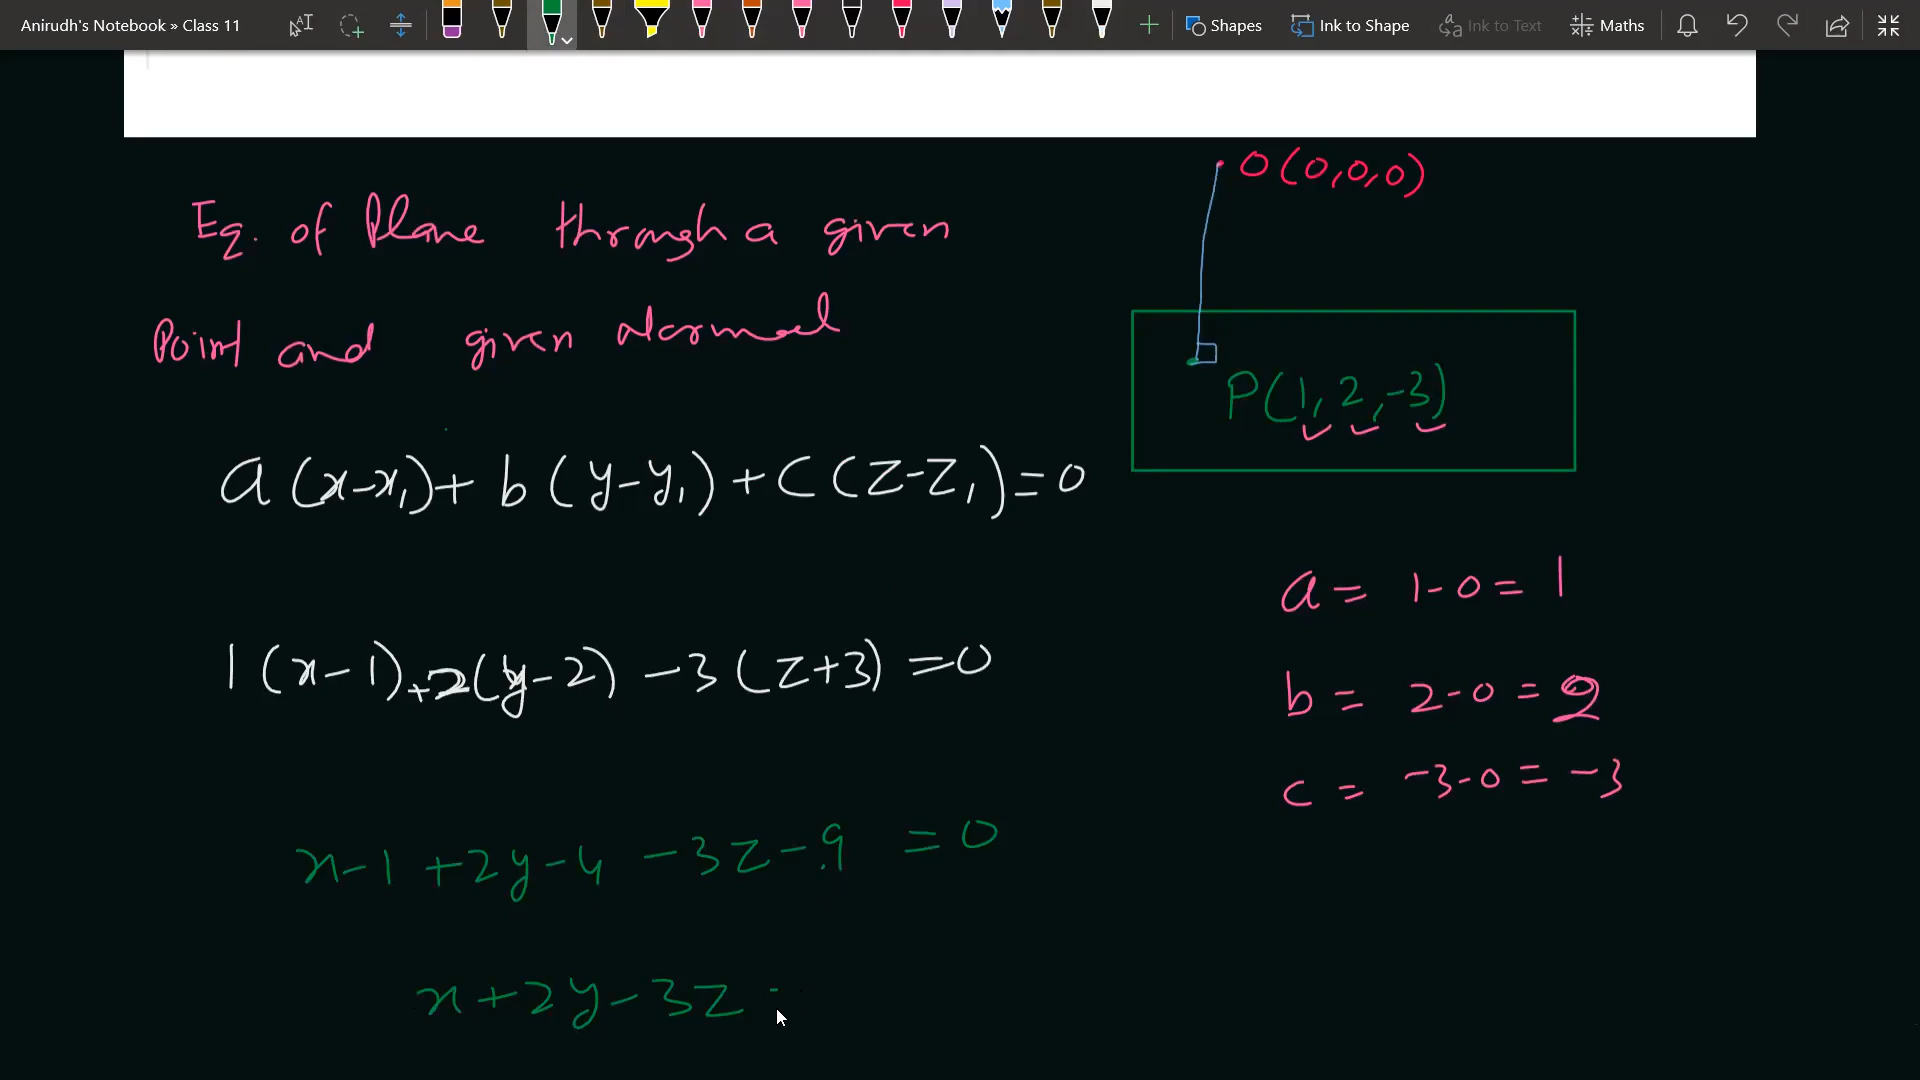 Anirudh's Notebook » Class 11
Shapes
Ink to Shape
Ink to Text
Maths
O(0,0,0)
Eq. of Plane through a given
Point and given Normal
P(1, 2, -3)
a(x-x₁)+ b(y-y₁)+c(z-z₁)=0
a = 1-0 = 1
1(x-1)+2(y-2) -3(z+3) =0
b = 2-0 = 2
c = -3-0 = -3
x-1 +2y-4 -3z-9 =0
x+2y-3z -